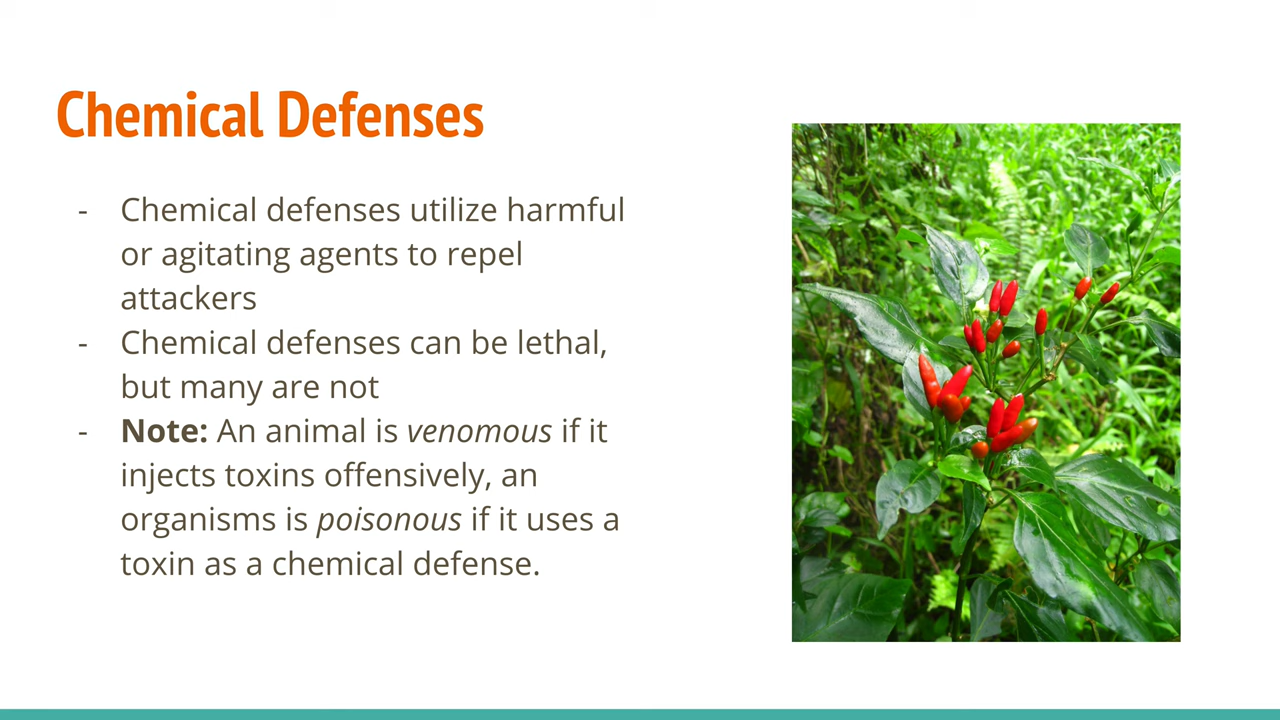 Chemical Defenses
- Chemical defenses utilize harmful
or agitating agents to repel
attackers
- Chemical defenses can be lethal,
but many are not
- Note: An animal is venomous if it
injects toxins offensively, an
organisms is poisonous if it uses a
toxin as a chemical defense.